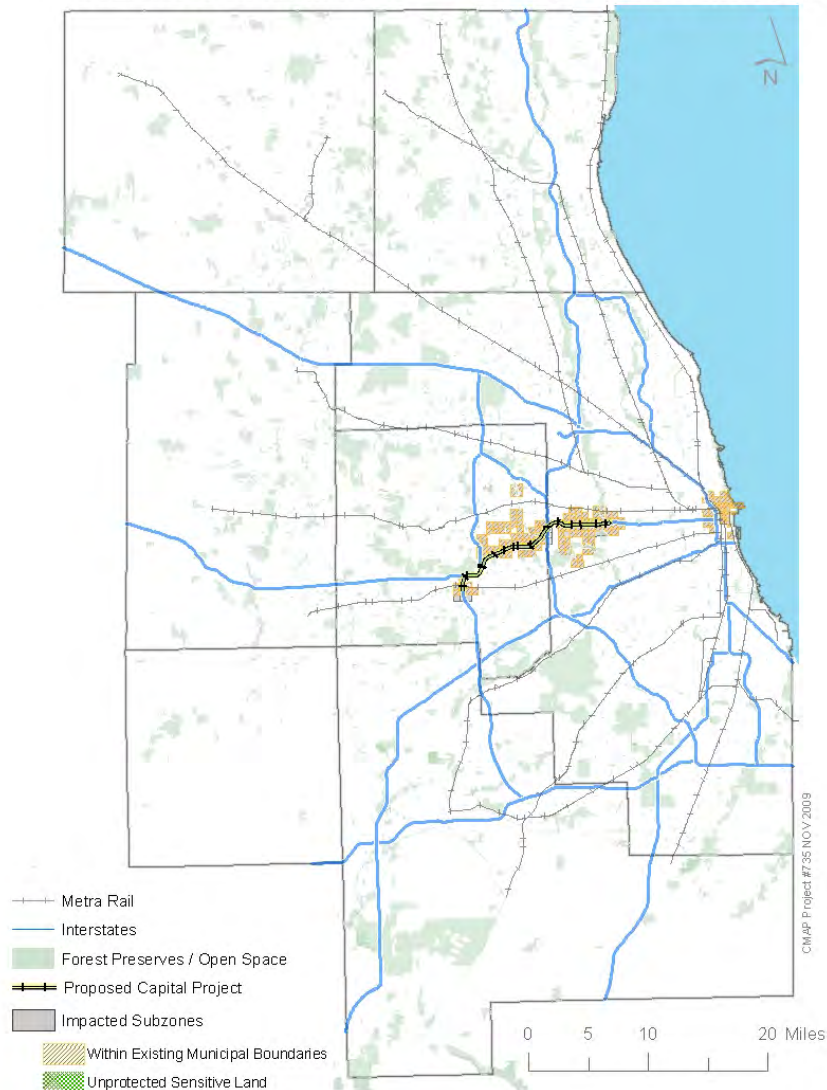 N
Metra Rail
Interstates
Forest Preserves / Open Space
Proposed Capital Project
Impacted Subzones
Within Existing Municipal Boundaries
Unprotected Sensitive Land
0 5 10 20 Miles
CMAP Project #735 NOV 2009